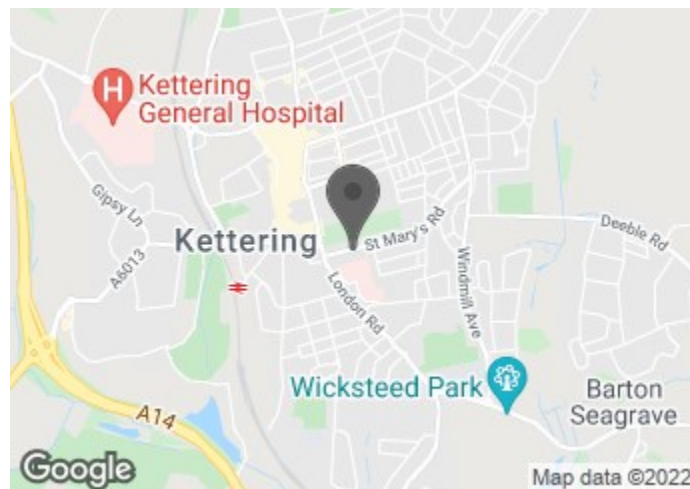 H
Kettering
General Hospital
Gipsy Ln
A6013
Kettering
St Mary's Rd
Deeble Rd
Windmill Ave
London Rd
Wicksteed Park
Barton
Seagrave
A14
Google
Map data ©2022